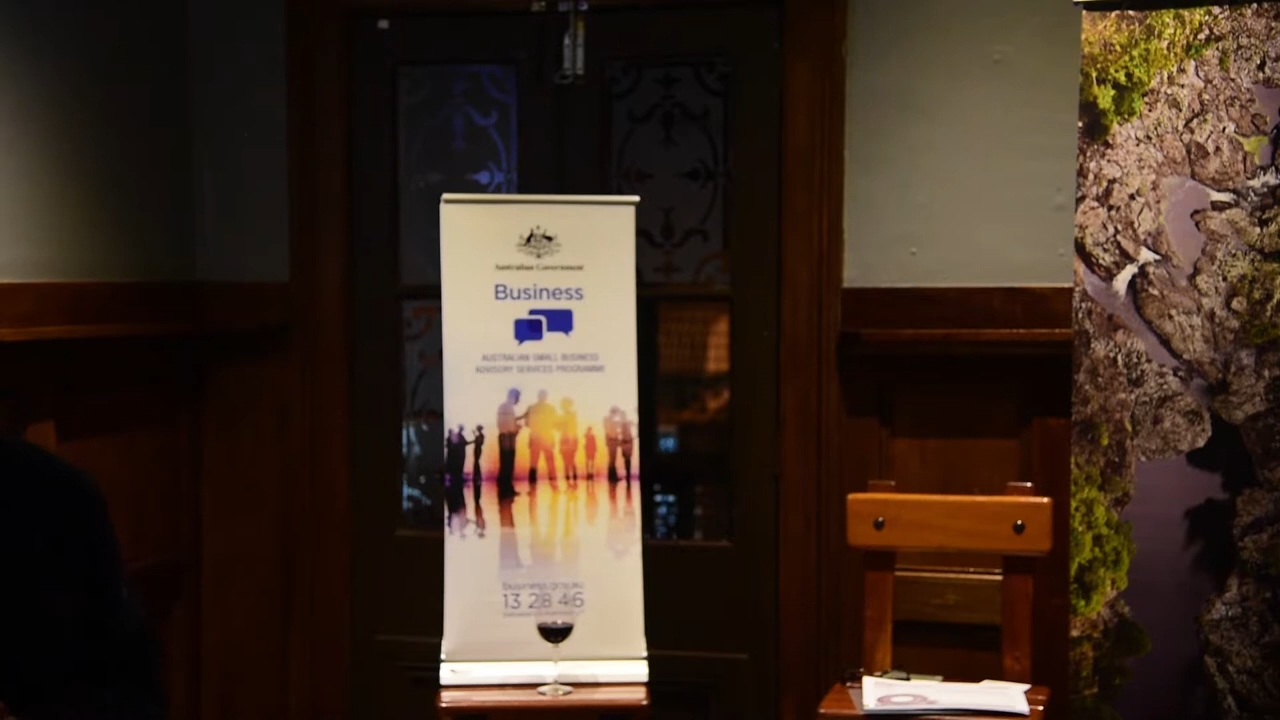 Australian Government
Business
AUSTRALIAN SMALL BUSINESS
ADVISORY SERVICES PROGRAMME
business.gov.au
13 28 46